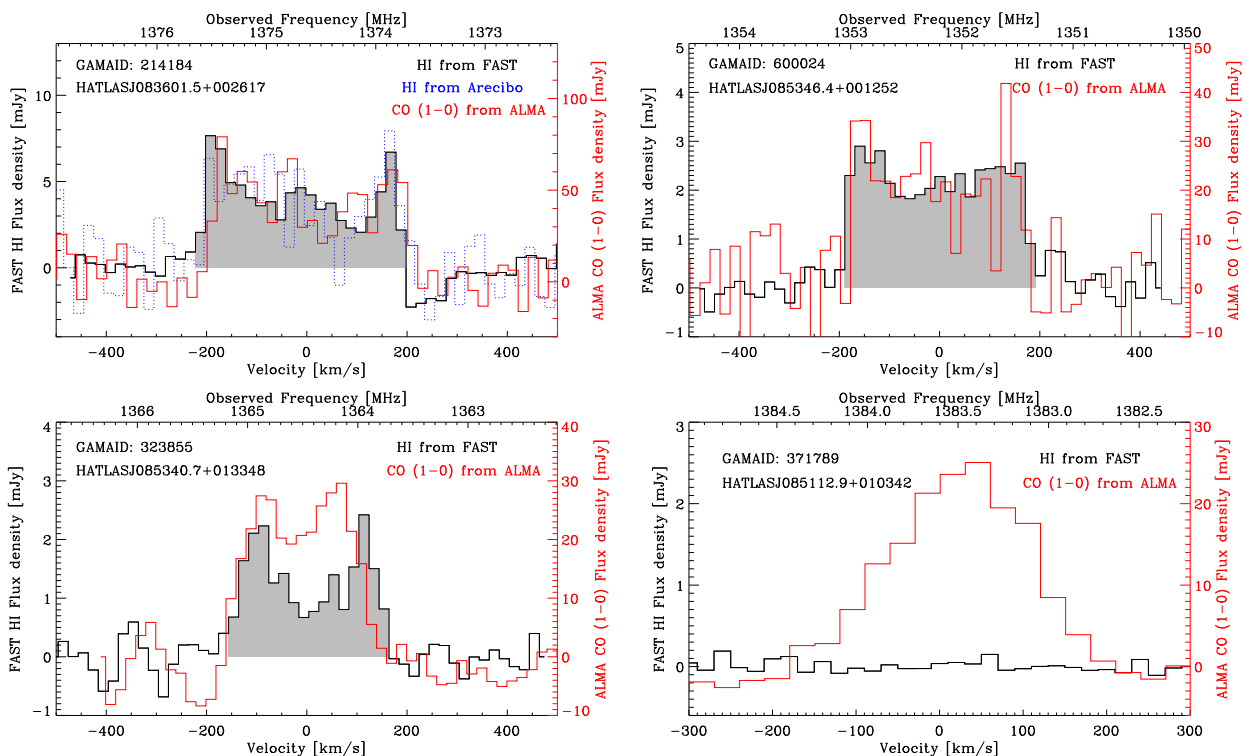 Observed Frequency [MHz]
1376 1375 1374 1373
GAMAID: 214184
HATLASJ083601.5+002617
HI from FAST
HI from Arecibo
CO (1-0) from ALMA
FAST HI Flux density [mJy]
10
5
0
ALMA CO (1-0) Flux density [mJy]
100
50
0
-400 -200 0 200 400
Velocity [km/s]
Observed Frequency [MHz]
1354 1353 1352 1351 1350
GAMAID: 600024
HATLASJ085346.4+001252
HI from FAST
CO (1-0) from ALMA
FAST HI Flux density [mJy]
5
4
3
2
1
0
-1
ALMA CO (1-0) Flux density [mJy]
50
40
30
20
10
0
-10
-400 -200 0 200 400
Velocity [km/s]
Observed Frequency [MHz]
1366 1365 1364 1363
GAMAID: 323855
HATLASJ085340.7+013348
HI from FAST
CO (1-0) from ALMA
FAST HI Flux density [mJy]
4
3
2
1
0
-1
ALMA CO (1-0) Flux density [mJy]
40
30
20
10
0
-10
-400 -200 0 200 400
Velocity [km/s]
Observed Frequency [MHz]
1384.5 1384.0 1383.5 1383.0 1382.5
GAMAID: 371789
HATLASJ085112.9+010342
HI from FAST
CO (1-0) from ALMA
FAST HI Flux density [mJy]
3
2
1
0
ALMA CO (1-0) Flux density [mJy]
30
20
10
0
-300 -200 -100 0 100 200 300
Velocity [km/s]